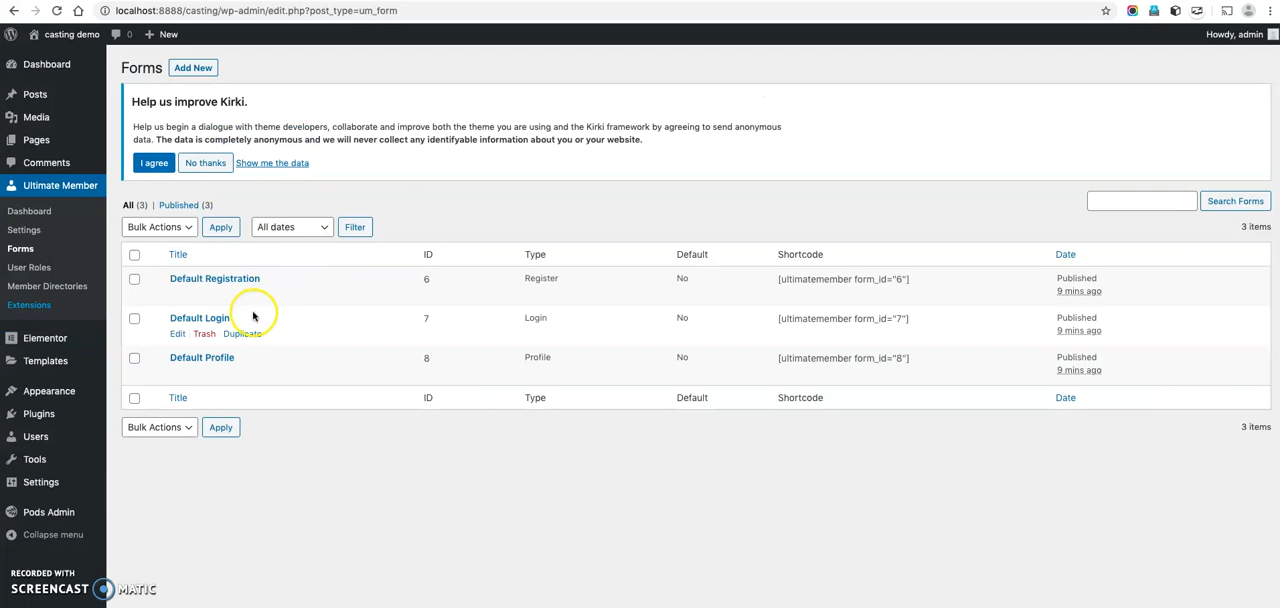 localhost:8888/casting/wp-admin/edit.php?post_type=um_form
casting demo 0 New Howdy, admin
Dashboard
Posts
Media
Pages
Comments
Ultimate Member
Dashboard
Settings
Forms
User Roles
Member Directories
Extensions
Elementor
Templates
Appearance
Plugins
Users
Tools
Settings
Pods Admin
Collapse menu
Forms Add New
Help us improve Kirki.
Help us begin a dialogue with theme developers, collaborate and improve both the theme you are using and the Kirki framework by agreeing to send anonymous
data. The data is completely anonymous and we will never collect any identifyable information about you or your website.
I agree No thanks Show me the data
All (3) | Published (3)
Search Forms
Bulk Actions Apply All dates Filter 3 items
Title ID Type Default Shortcode Date
Default Registration 6 Register No [ultimatemember form_id="6"] Published
9 mins ago
Default Login 7 Login No [ultimatemember form_id="7"] Published
Edit | Trash | Duplicate 9 mins ago
Default Profile 8 Profile No [ultimatemember form_id="8"] Published
9 mins ago
Title ID Type Default Shortcode Date
Bulk Actions Apply 3 items
RECORDED WITH
SCREENCAST MATIC